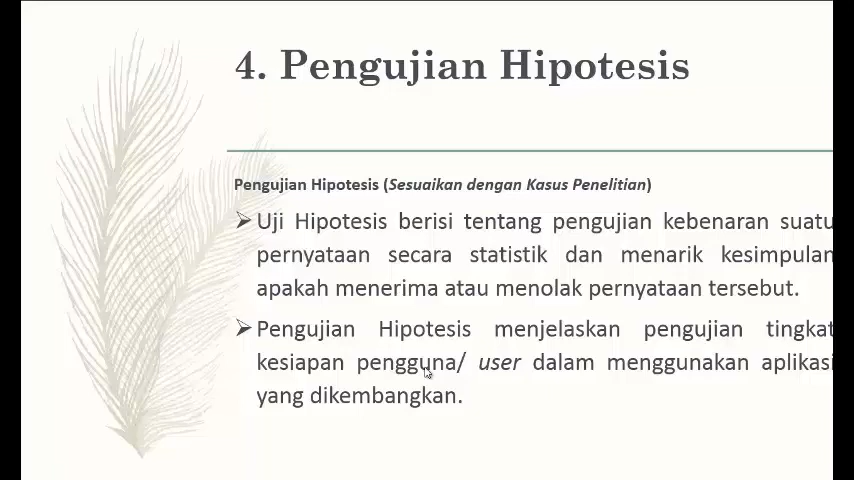 4. Pengujian Hipotesis
Pengujian Hipotesis (Sesuaikan dengan Kasus Penelitian)
➢Uji Hipotesis berisi tentang pengujian kebenaran suatu
pernyataan secara statistik dan menarik kesimpulan
apakah menerima atau menolak pernyataan tersebut.
➢Pengujian Hipotesis menjelaskan pengujian tingkat
kesiapan pengguna/ user dalam menggunakan aplikasi
yang dikembangkan.